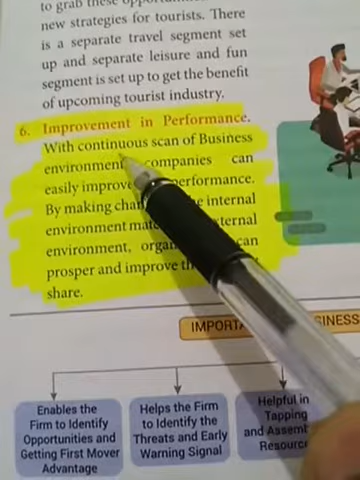 to grab these
new strategies for tourists. There
is a separate travel segment set
up and separate leisure and fun
segment is set up to get the benefit
of upcoming tourist industry.
6. Improvement in Performance.
With continuous scan of Business
environment, companies can
easily improve performance.
By making internal
environment
environment, can
prosper and improve
share.
Enables the
Firm to Identify
Opportunities and
Getting First Mover
Advantage
Helps the Firm
to Identify the
Threats and Early
Warning Signal
Helpful in
Tapping
and